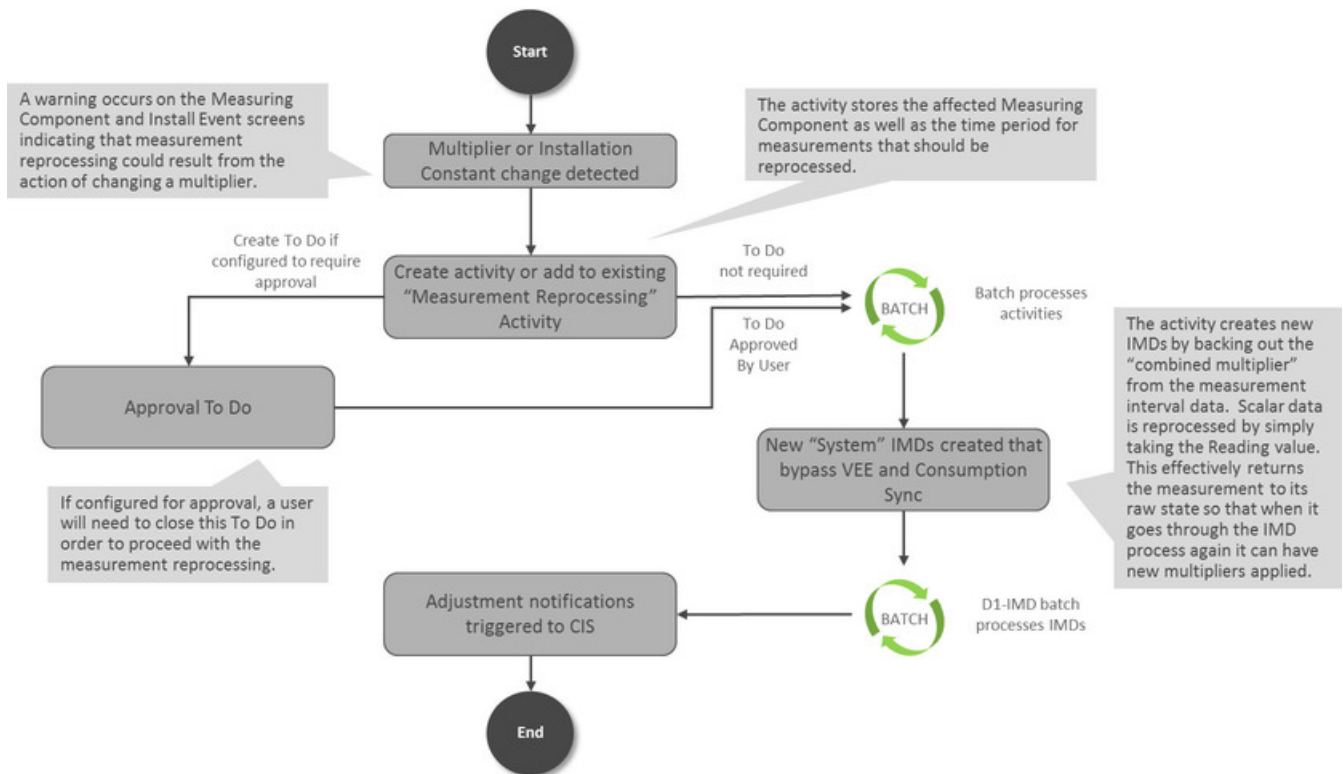 Start
A warning occurs on the Measuring
Component and Install Event screens
indicating that measurement
reprocessing could result from the
action of changing a multiplier.
The activity stores the affected Measuring
Component as well as the time period for
measurements that should be
reprocessed.
Multiplier or Installation
Constant change detected
Create To Do if
configured to require
approval
Create activity or add to existing
“Measurement Reprocessing”
Activity
To Do
not required
To Do
Approved
By User
BATCH
Batch processes
activities
Approval To Do
If configured for approval, a user
will need to close this To Do in
order to proceed with the
measurement reprocessing.
New “System” IMDs created that
bypass VEE and Consumption
Sync
The activity creates new
IMDs by backing out the
“combined multiplier”
from the measurement
interval data.  Scalar data
is reprocessed by simply
taking the Reading value.
This effectively returns
the measurement to its
raw state so that when it
goes through the IMD
process again it can have
new multipliers applied.
BATCH
D1-IMD batch
processes IMDs
Adjustment notifications
triggered to CIS
End